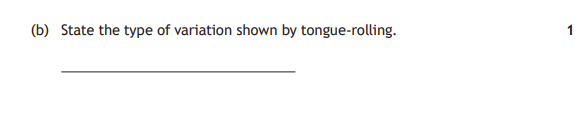 (b) State the type of variation shown by tongue-rolling. 1